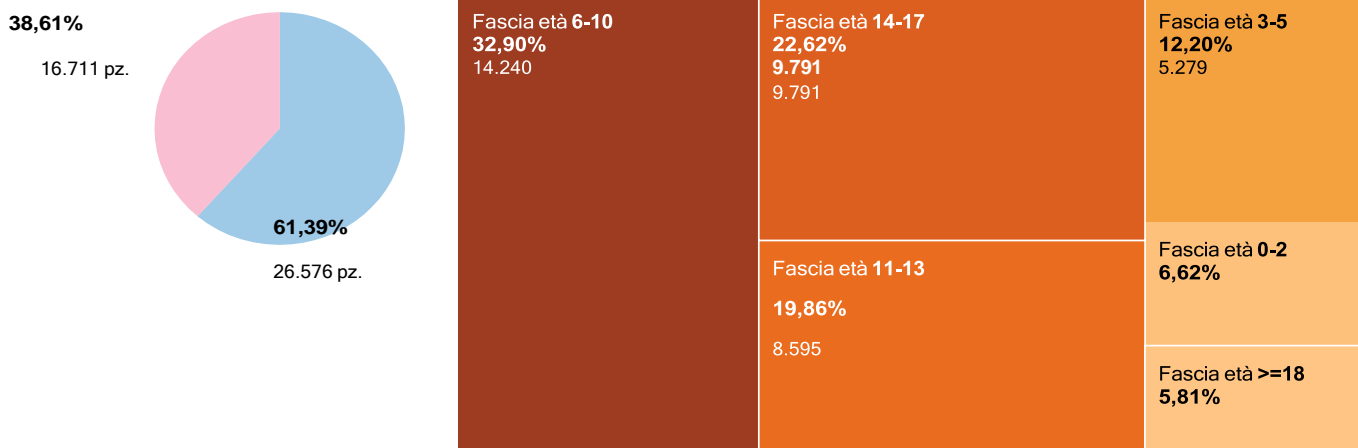 38,61%
16.711 pz.
61,39%
26.576 pz.
Fascia età 6-10
32,90%
14.240
Fascia età 14-17
22,62%
9.791
9.791
Fascia età 11-13
19,86%
8.595
Fascia età 3-5
12,20%
5.279
Fascia età 0-2
6,62%
Fascia età >=18
5,81%